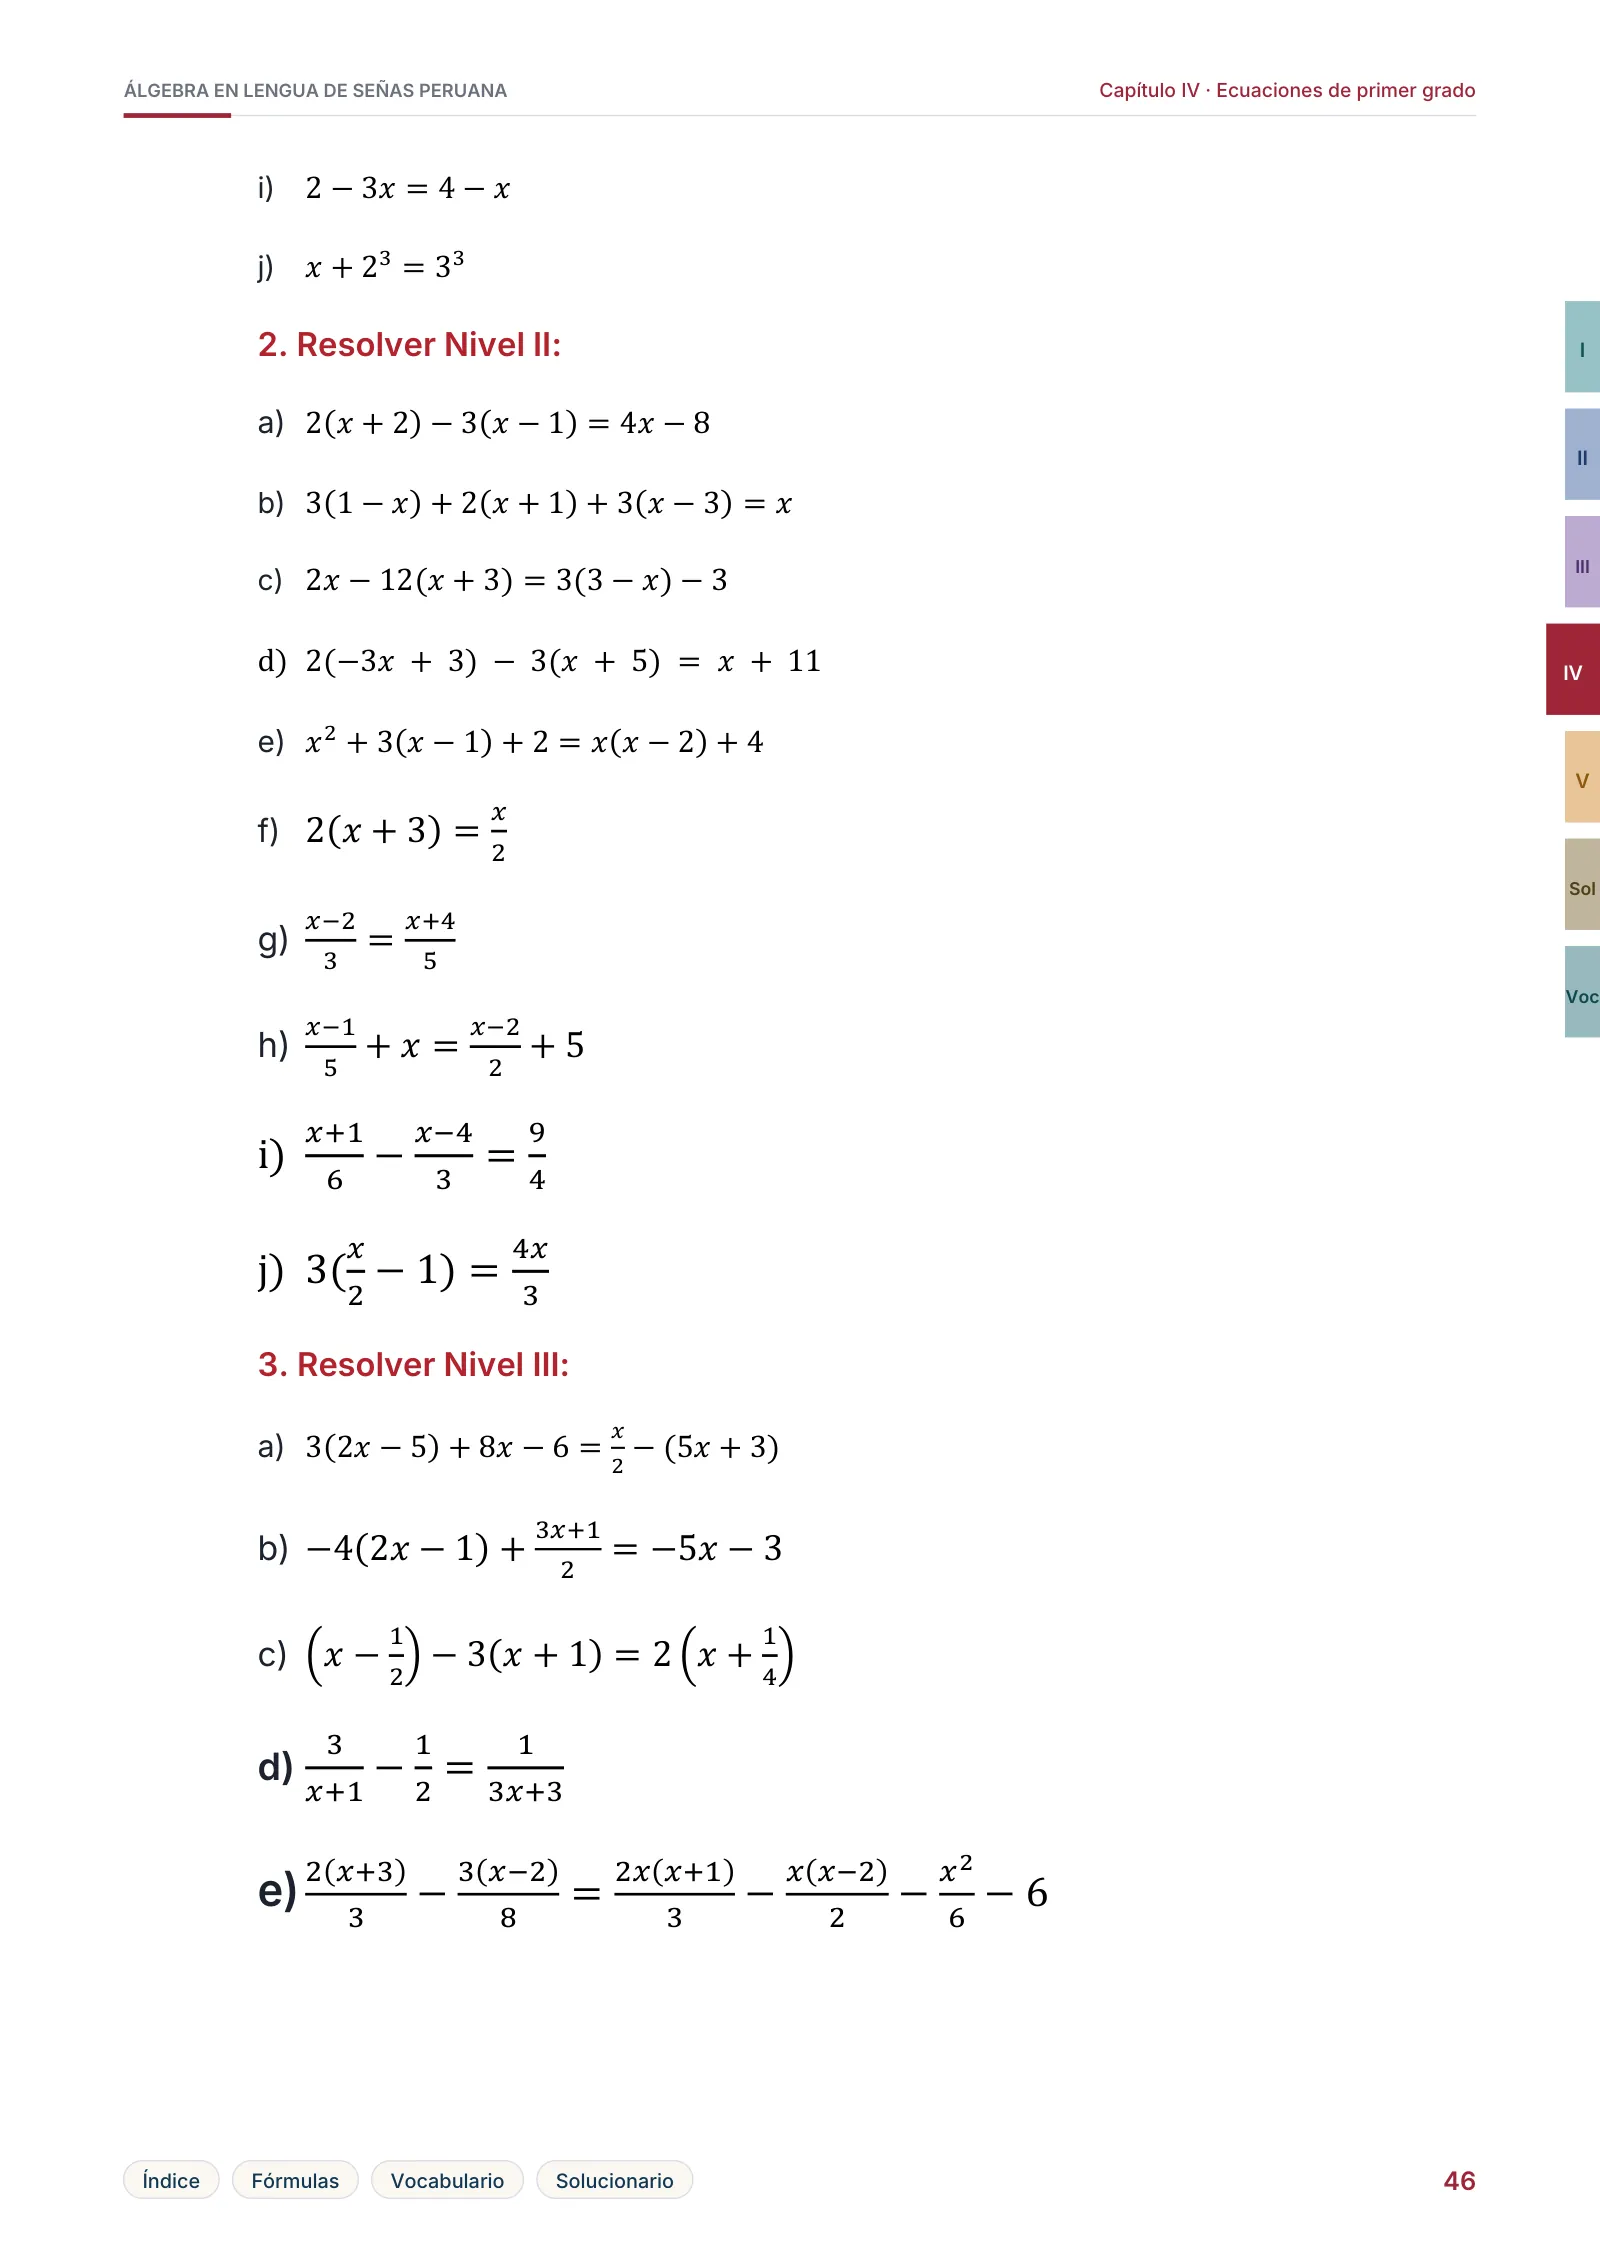 ÁLGEBRA EN LENGUA DE SEÑAS PERUANA
Capítulo IV · Ecuaciones de primer grado
i) 2 − 3x = 4 − x
j) x + 2³ = 3³
2. Resolver Nivel II:
a) 2(x + 2) − 3(x − 1) = 4x − 8
b) 3(1 − x) + 2(x + 1) + 3(x − 3) = x
c) 2x − 12(x + 3) = 3(3 − x) − 3
d) 2(−3x + 3) − 3(x + 5) = x + 11
e) x² + 3(x − 1) + 2 = x(x − 2) + 4
f) 2(x + 3) = x/2
g) (x−2)/3 = (x+4)/5
h) (x−1)/5 + x = (x−2)/2 + 5
i) (x+1)/6 − (x−4)/3 = 9/4
j) 3(x/2 − 1) = 4x/3
3. Resolver Nivel III:
a) 3(2x − 5) + 8x − 6 = x/2 − (5x + 3)
b) −4(2x − 1) + (3x+1)/2 = −5x − 3
c) (x − 1/2) − 3(x + 1) = 2(x + 1/4)
d) 3/(x+1) − 1/2 = 1/(3x+3)
e) 2(x+3)/3 − 3(x−2)/8 = 2x(x+1)/3 − x(x−2)/2 − x²/6 − 6
I
II
III
IV
V
Sol
Voc
Índice Fórmulas Vocabulario Solucionario
46